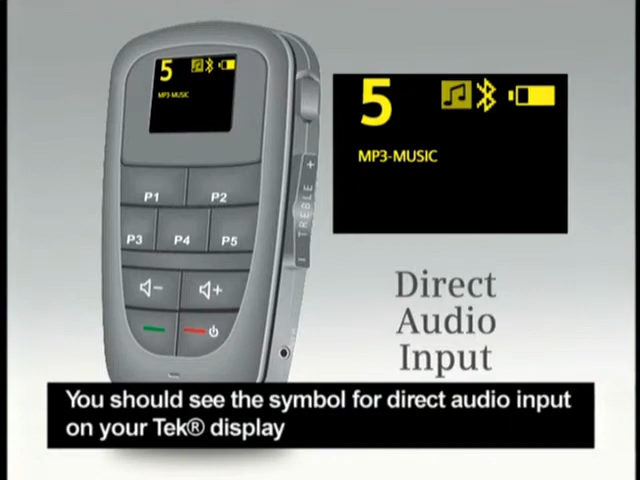 5
MP3-MUSIC
P1 P2
P3 P4 P5
− TREBLE +
5
MP3-MUSIC
Direct
Audio
Input
You should see the symbol for direct audio input
on your Tek® display